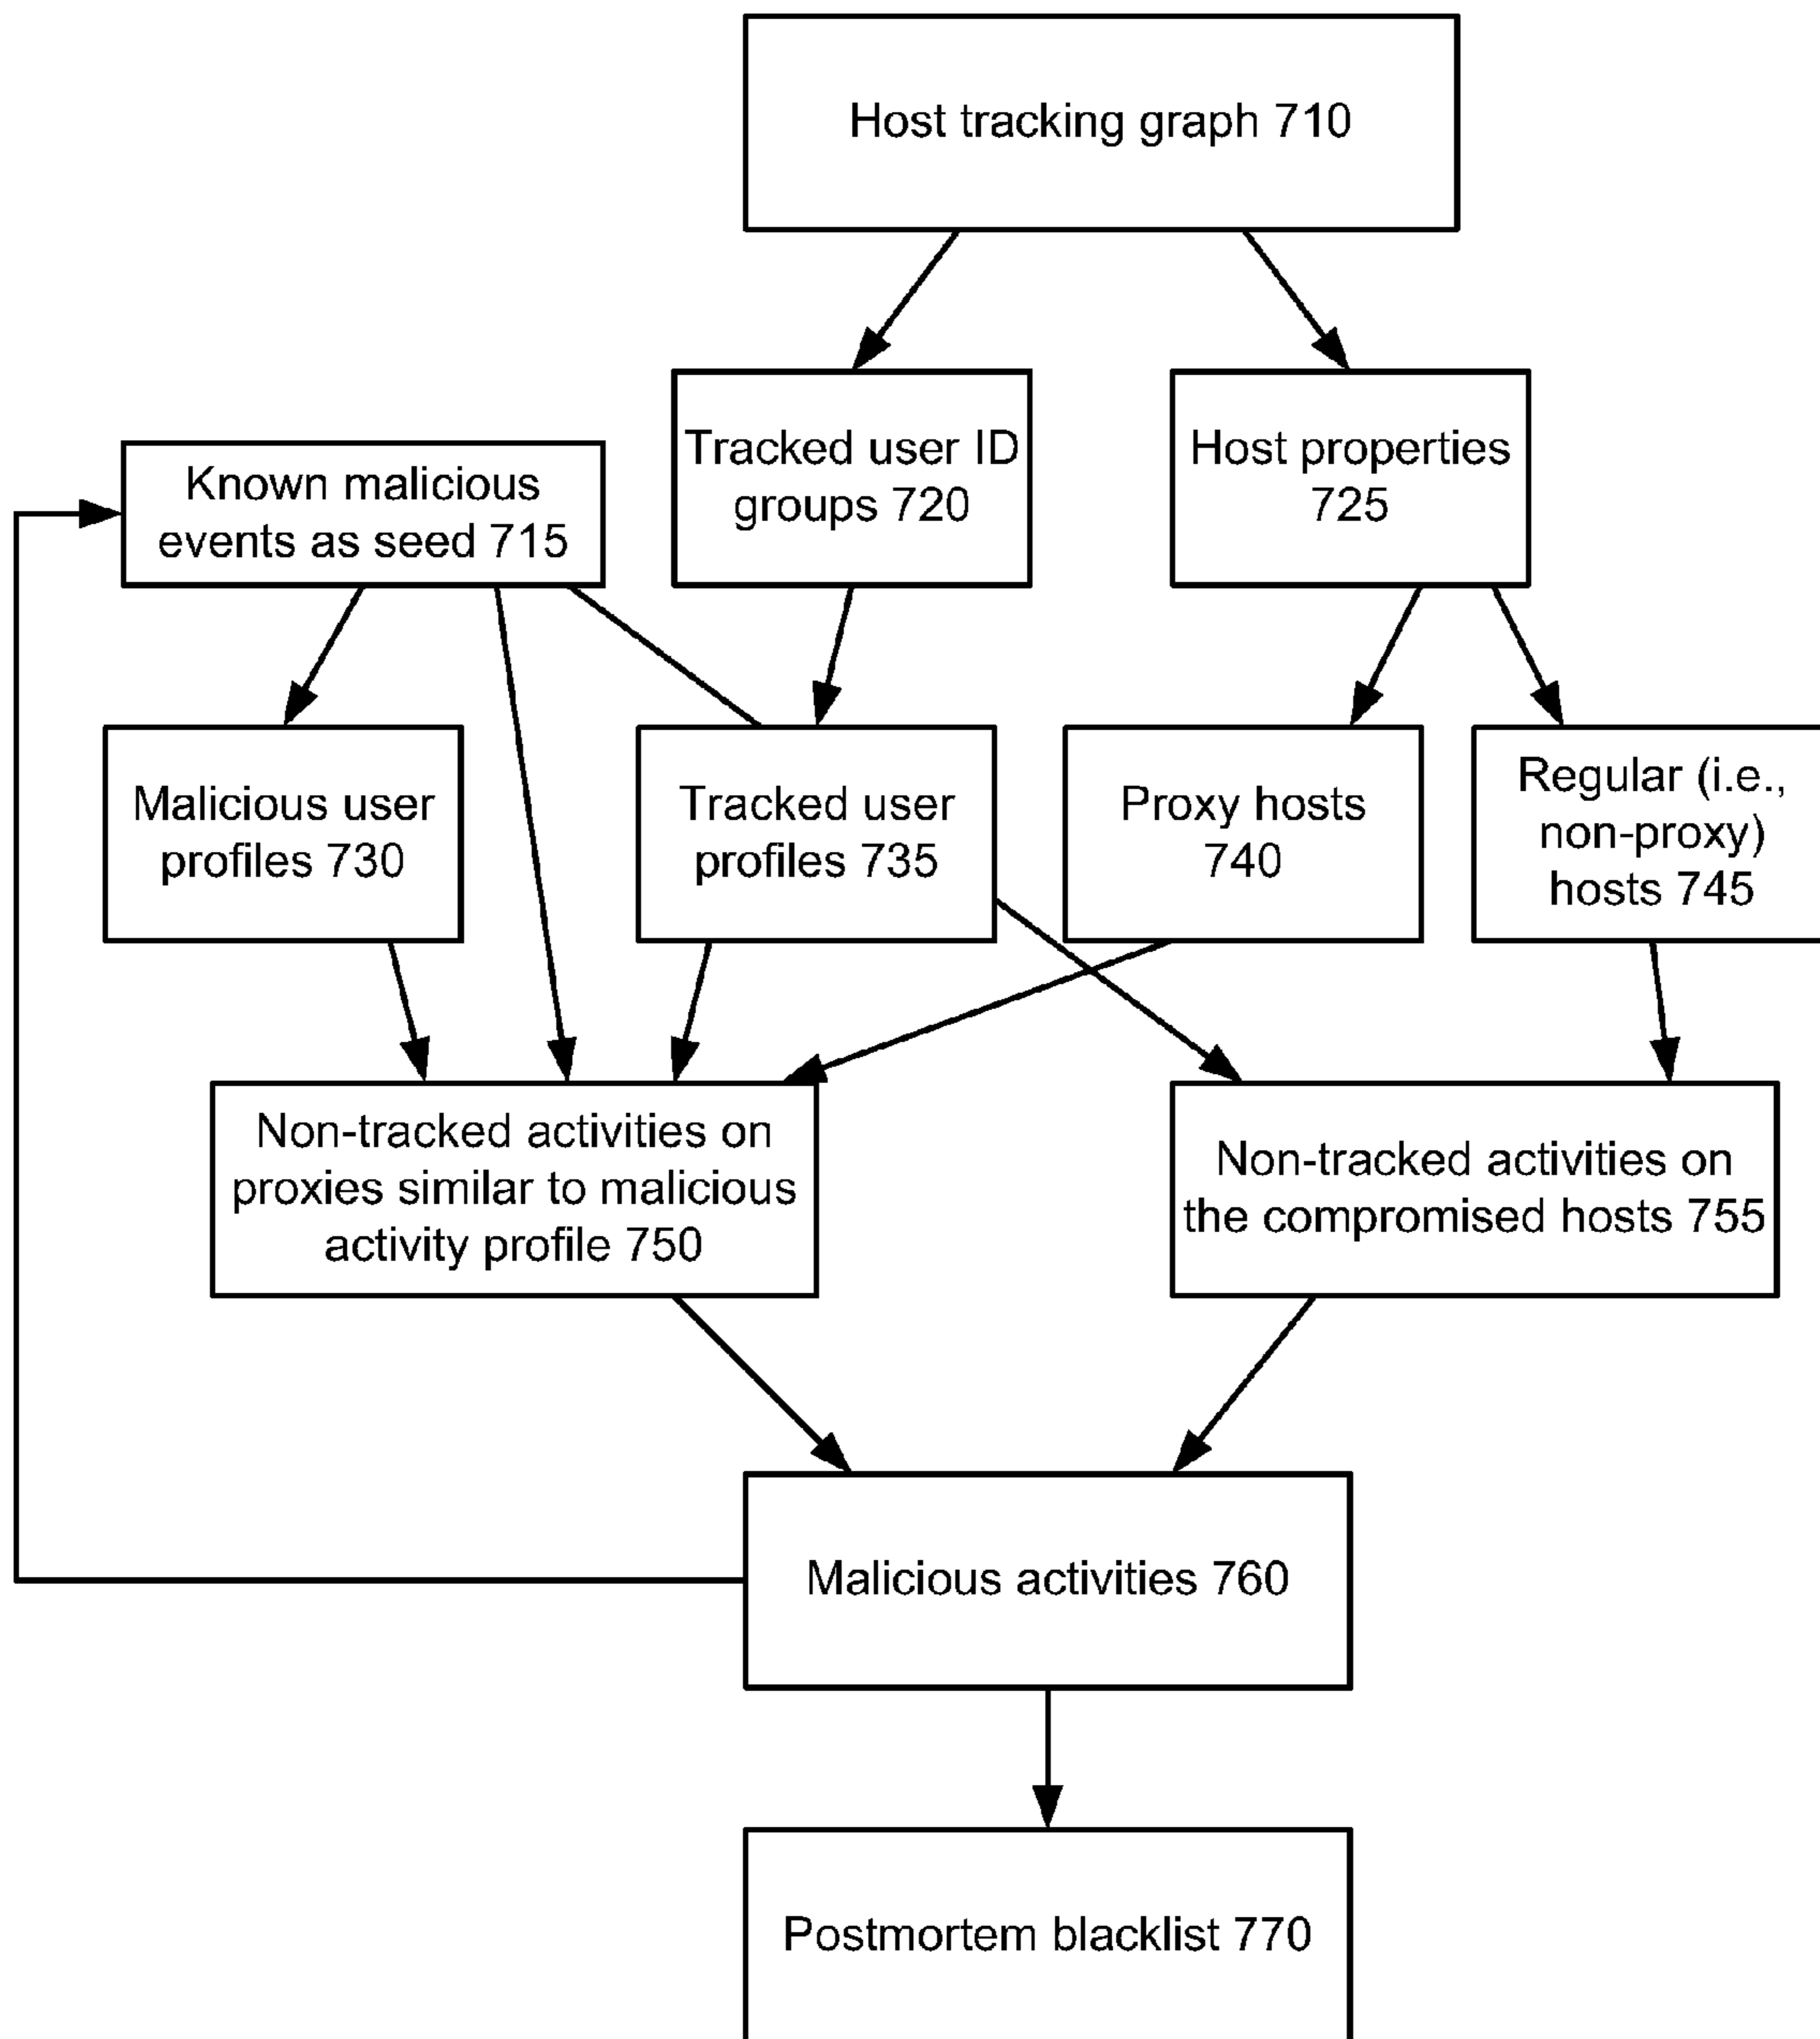 Host tracking graph 710
Tracked user ID
groups 720
Host properties
725
Known malicious
events as seed 715
Malicious user
profiles 730
Tracked user
profiles 735
Proxy hosts
740
Regular (i.e.,
non-proxy)
hosts 745
Non-tracked activities on
proxies similar to malicious
activity profile 750
Non-tracked activities on
the compromised hosts 755
Malicious activities 760
Postmortem blacklist 770